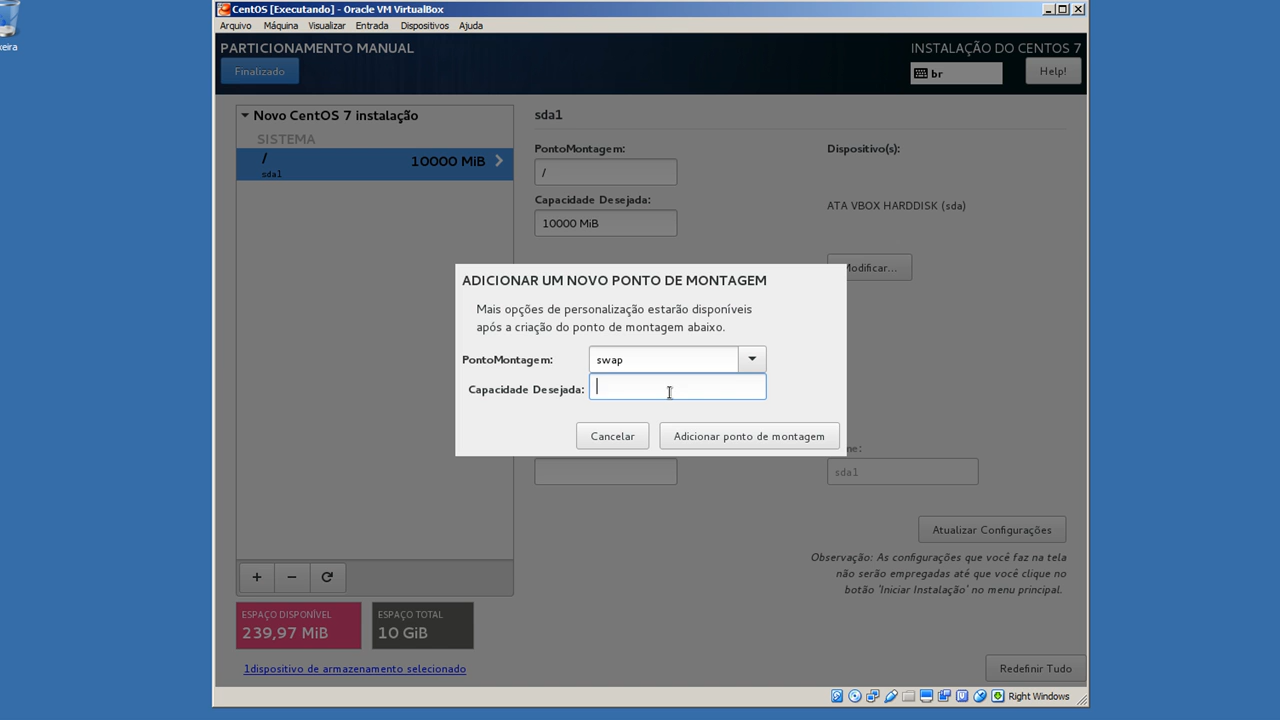 xeira
CentOS [Executando] - Oracle VM VirtualBox
Arquivo Máquina Visualizar Entrada Dispositivos Ajuda
PARTICIONAMENTO MANUAL
INSTALAÇÃO DO CENTOS 7
Finalizado
br
Help!
Novo CentOS 7 instalação
SISTEMA
/
10000 MiB
sda1
sda1
PontoMontagem:
/
Capacidade Desejada:
10000 MiB
Dispositivo(s):
ATA VBOX HARDDISK (sda)
Modificar...
ADICIONAR UM NOVO PONTO DE MONTAGEM
Mais opções de personalização estarão disponíveis
após a criação do ponto de montagem abaixo.
PontoMontagem:
swap
Capacidade Desejada:
Cancelar
Adicionar ponto de montagem
me:
sda1
Atualizar Configurações
Observação: As configurações que você faz na tela
não serão empregadas até que você clique no
botão 'Iniciar Instalação' no menu principal.
+ −
ESPAÇO DISPONÍVEL
239,97 MiB
ESPAÇO TOTAL
10 GiB
1dispositivo de armazenamento selecionado
Redefinir Tudo
Right Windows